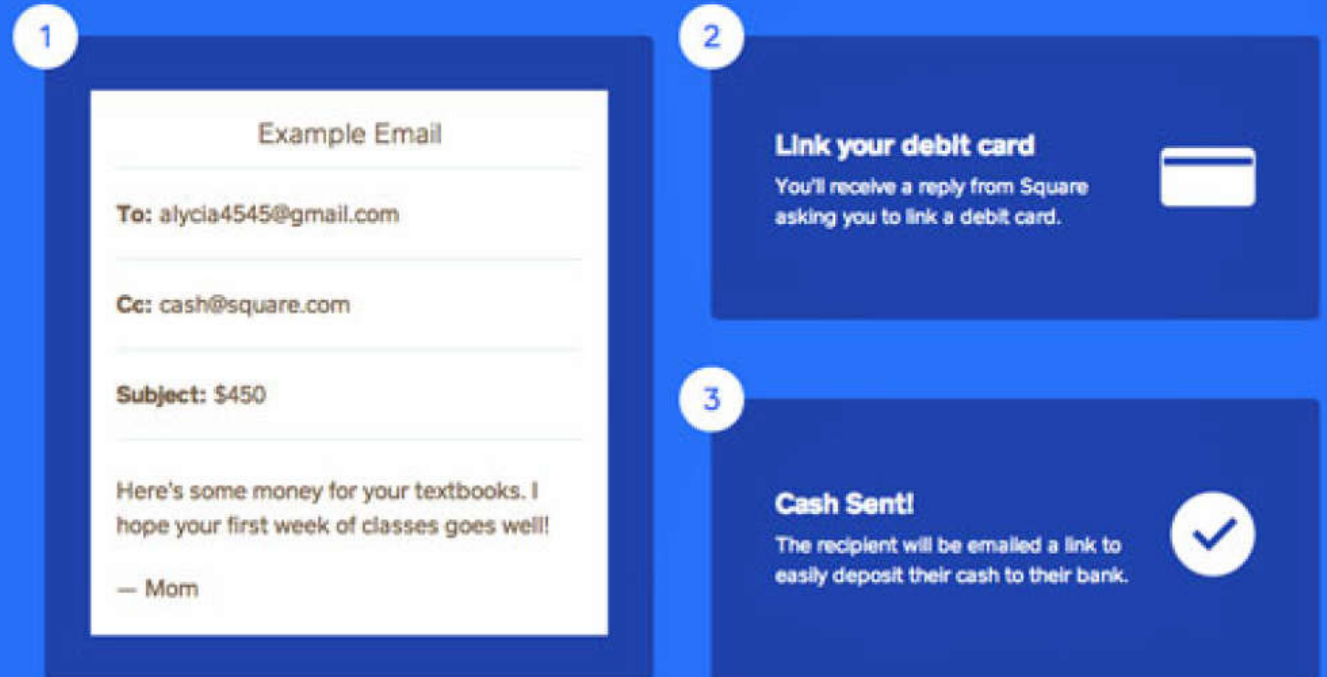 1
Example Email
To: alycia4545@gmail.com
Cc: cash@square.com
Subject: $450
Here's some money for your textbooks. I
hope your first week of classes goes well!
— Mom
2
Link your debit card
You'll receive a reply from Square
asking you to link a debit card.
3
Cash Sent!
The recipient will be emailed a link to
easily deposit their cash to their bank.